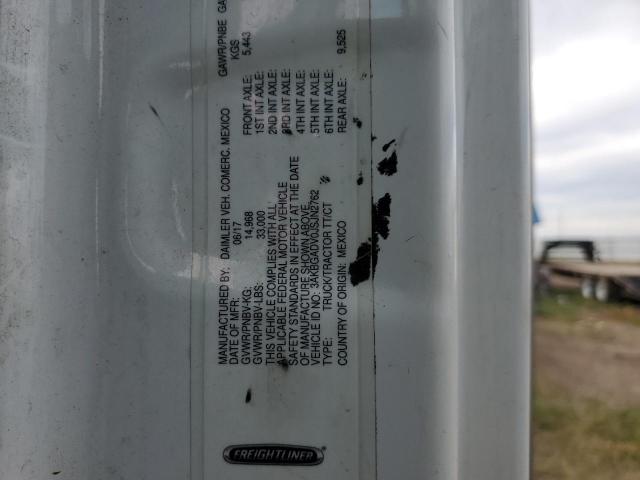 MANUFACTURED BY: DAIMLER VEH. COMERC. MEXICO
DATE OF MFR: 06/17
GVWR/PNBV-KG: 14,968
GVWR/PNBV-LBS: 33,000
THIS VEHICLE COMPLIES WITH ALL
APPLICABLE FEDERAL MOTOR VEHICLE
SAFETY STANDARDS IN EFFECT AT THE DATE
OF MANUFACTURE SHOWN ABOVE.
VEHICLE ID NO.: 3AKBGADV0JSJN2762
TYPE: TRUCK/TRACTOR TT/CT
COUNTRY OF ORIGIN: MEXICO
GAWR/PNBE GA
KGS
FRONT AXLE: 5,443
1ST INT AXLE:
2ND INT AXLE:
3RD INT AXLE:
4TH INT AXLE:
5TH INT AXLE:
6TH INT AXLE:
REAR AXLE: 9,525
FREIGHTLINER